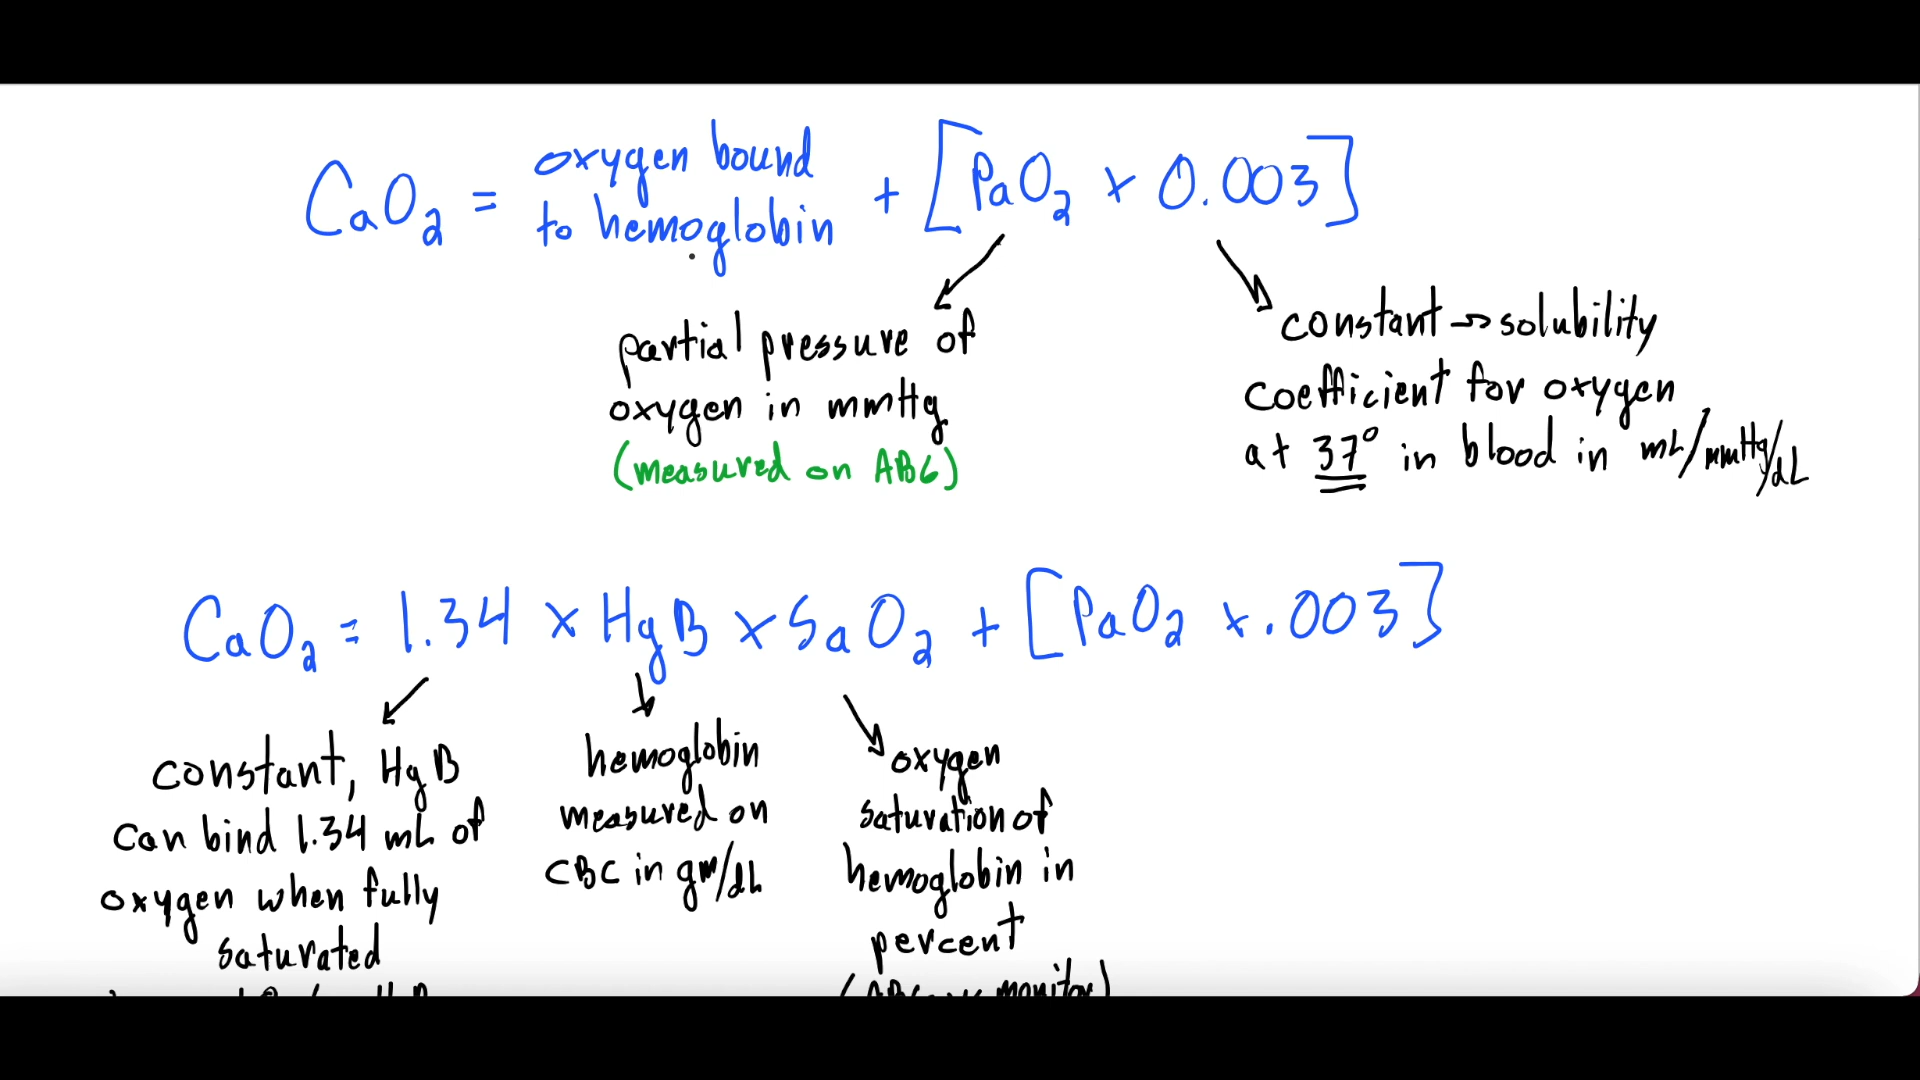 CaO₂ = oxygen bound to hemoglobin + [PaO₂ x 0.003]
partial pressure of
oxygen in mmHg
(measured on ABG)
constant → solubility
coefficient for oxygen
at 37° in blood in mL/mmHg/dL
CaO₂ = 1.34 x HgB x SaO₂ + [PaO₂ x .003]
constant, HgB
can bind 1.34 mL of
oxygen when fully
saturated
hemoglobin
measured on
CBC in gm/dL
oxygen
saturation of
hemoglobin in
percent
monitor)